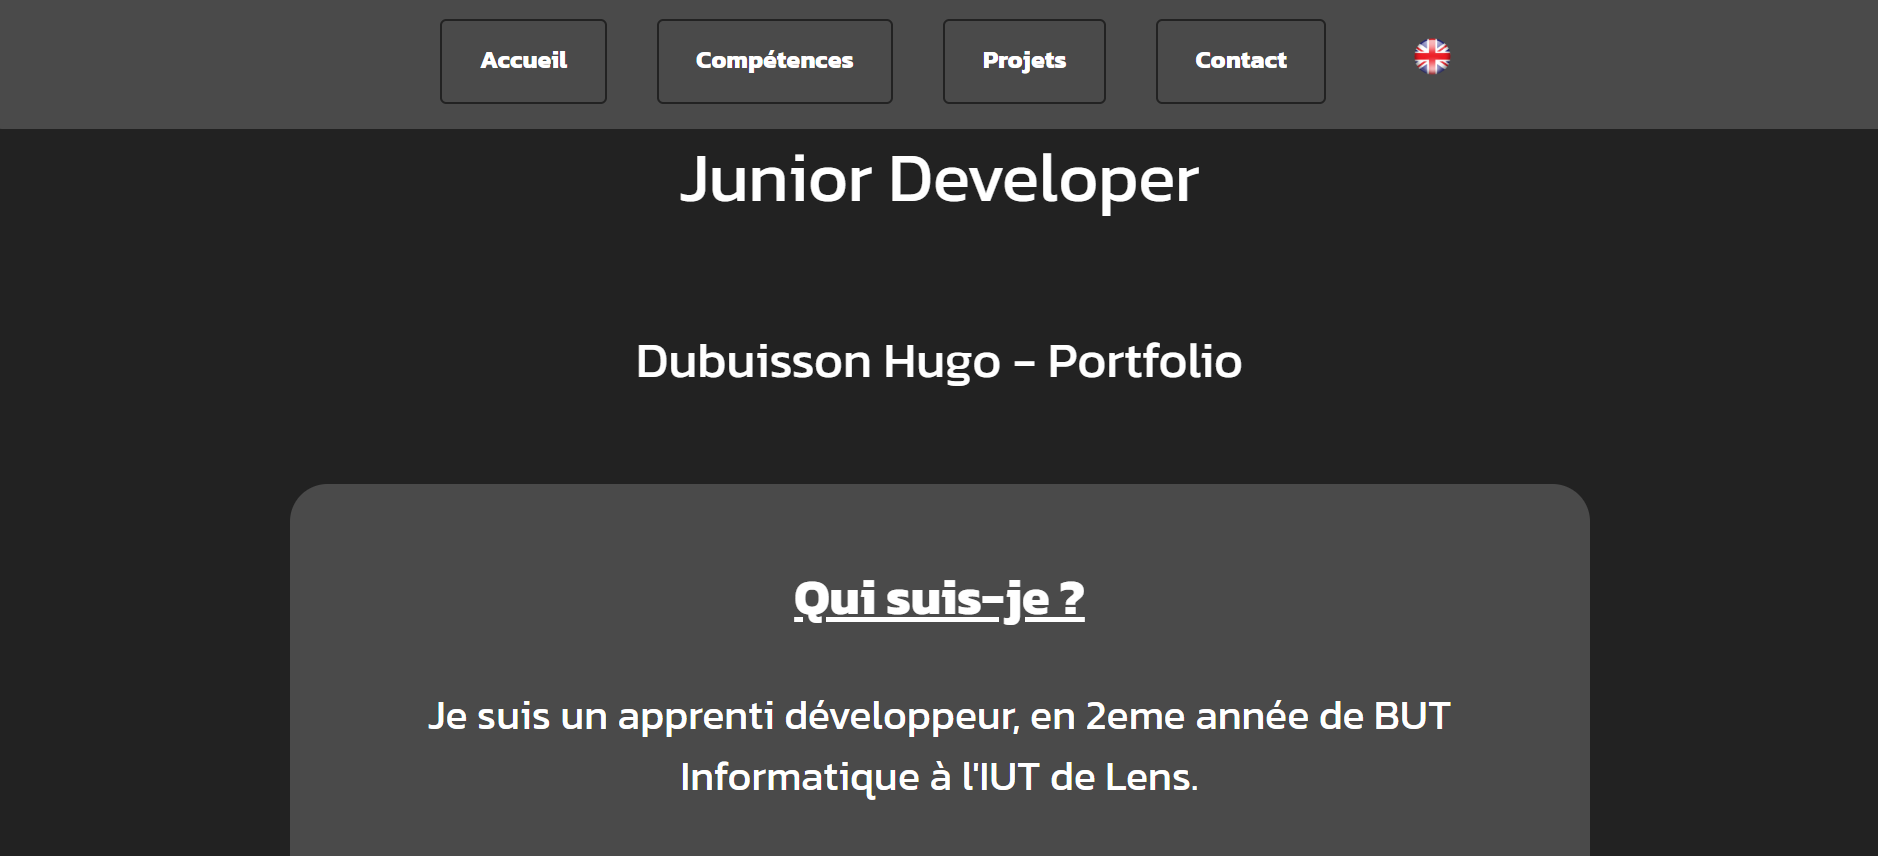 Accueil
Compétences
Projets
Contact
Junior Developer
Dubuisson Hugo - Portfolio
Qui suis-je ?
Je suis un apprenti développeur, en 2eme année de BUT
Informatique à l'IUT de Lens.